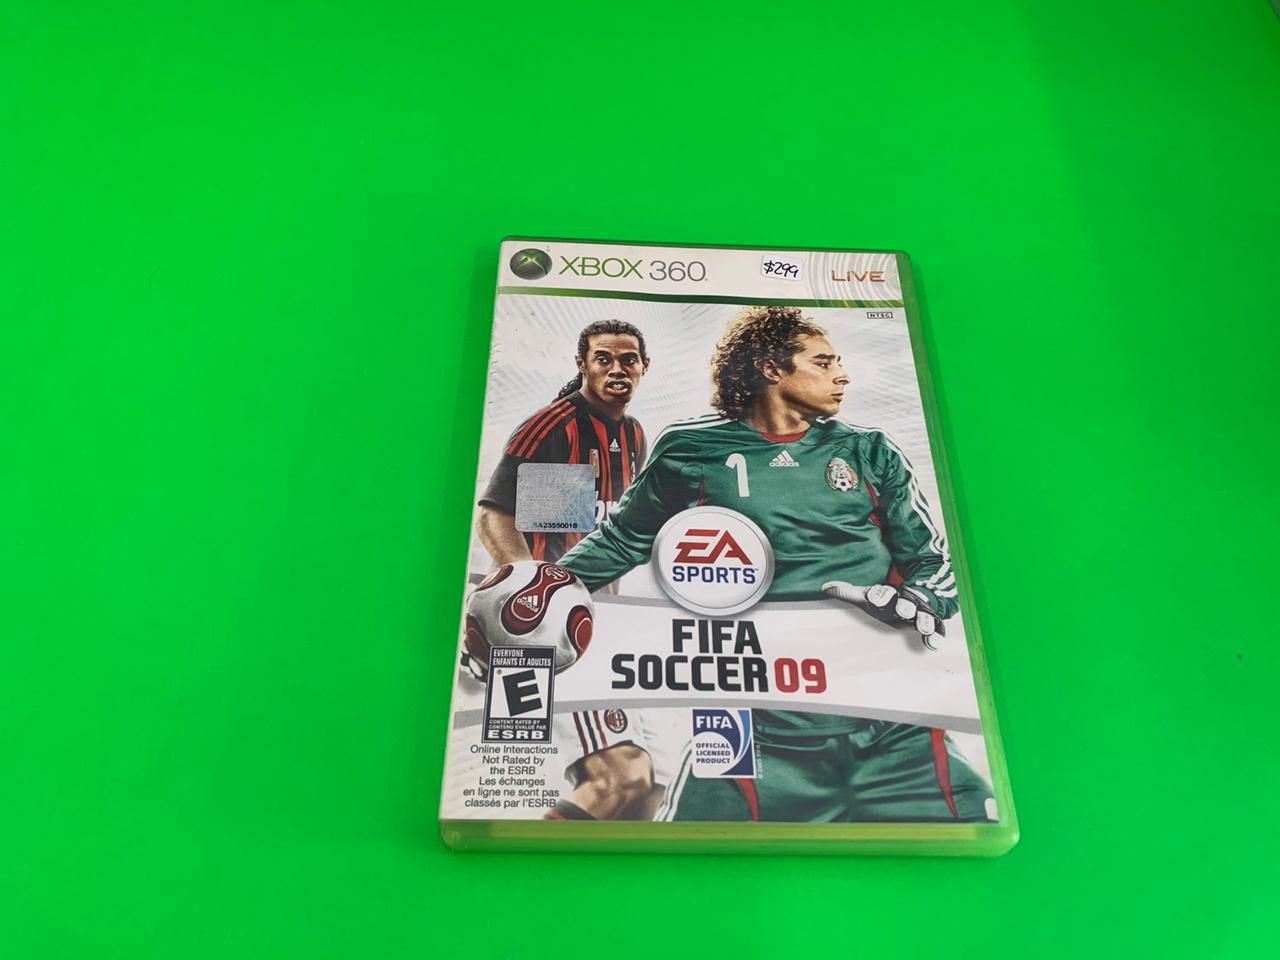 XBOX 360
$299
LIVE
NTSC
1
adidas
SA23550018
EA
SPORTS
adidas
FIFA
SOCCER 09
EVERYONE
ENFANTS ET ADULTES
E
CONTENT RATED BY
CONTENU ÉVALUÉ PAR
ESRB
FIFA
OFFICIAL
LICENSED
PRODUCT
Online Interactions
Not Rated by
the ESRB
Les échanges
en ligne ne sont pas
classés par l'ESRB